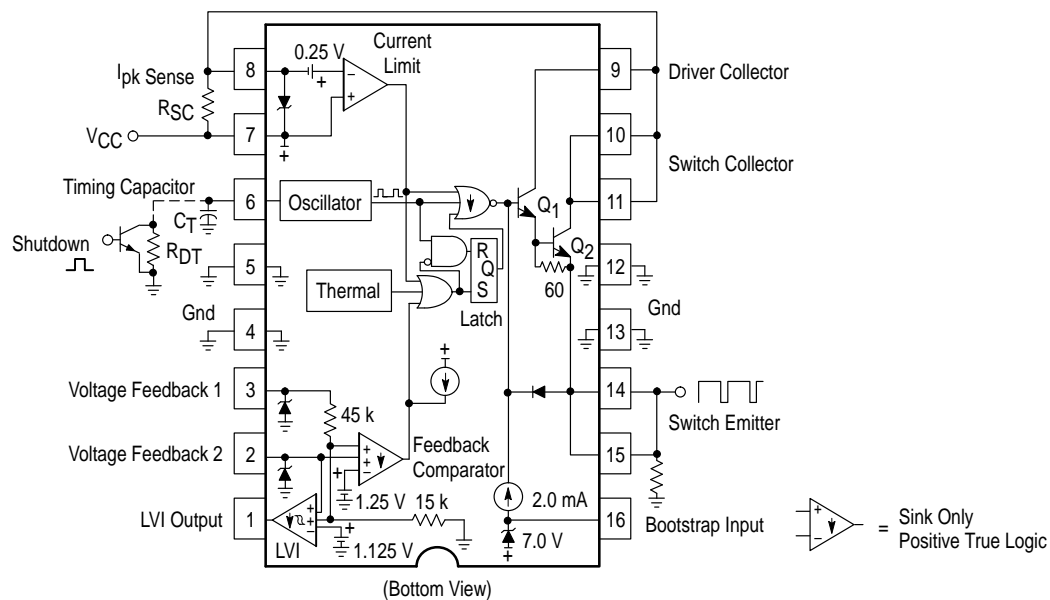 Ipk Sense
RSC
VCC
Timing Capacitor
CT
Shutdown
RDT
Gnd
Voltage Feedback 1
Voltage Feedback 2
LVI Output
8
7
6
5
4
3
2
1
0.25 V
+
Current
Limit
−
+
+
Oscillator
Thermal
R
Q
S
Latch
Q1
Q2
60
+
45 k
+
+
−
Feedback
Comparator
+
1.25 V
15 k
+
+
−
+
1.125 V
LVI
2.0 mA
7.0 V
+
(Bottom View)
9
10
11
12
13
14
15
16
Driver Collector
Switch Collector
Gnd
Switch Emitter
Bootstrap Input
+
−
= Sink Only
Positive True Logic